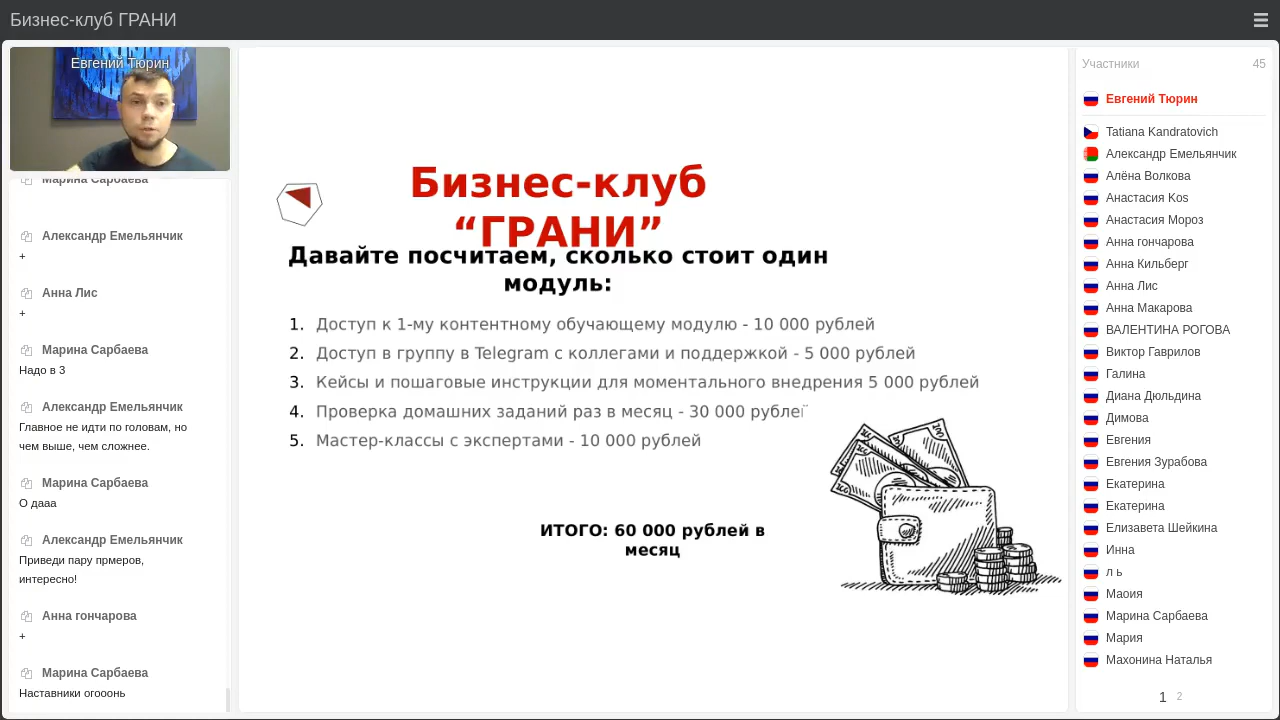 Бизнес-клуб ГРАНИ
Евгений Тюрин
Марина Сарбаева
Александр Емельянчик
+
Анна Лис
+
Марина Сарбаева
Надо в 3
Александр Емельянчик
Главное не идти по головам, но
чем выше, чем сложнее.
Марина Сарбаева
О дааа
Александр Емельянчик
Приведи пару прмеров,
интересно!
Анна гончарова
+
Марина Сарбаева
Наставники огооонь
Бизнес-клуб
“ГРАНИ”
Давайте посчитаем, сколько стоит один
модуль:
1. Доступ к 1-му контентному обучающему модулю - 10 000 рублей
2. Доступ в группу в Telegram с коллегами и поддержкой - 5 000 рублей
3. Кейсы и пошаговые инструкции для моментального внедрения 5 000 рублей
4. Проверка домашних заданий раз в месяц - 30 000 рублей
5. Мастер-классы с экспертами - 10 000 рублей
ИТОГО: 60 000 рублей в
месяц
100
Участники 45
Евгений Тюрин
Tatiana Kandratovich
Александр Емельянчик
Алёна Волкова
Анастасия Kos
Анастасия Мороз
Анна гончарова
Анна Кильберг
Анна Лис
Анна Макарова
ВАЛЕНТИНА РОГОВА
Виктор Гаврилов
Галина
Диана Дюльдина
Димова
Евгения
Евгения Зурабова
Екатерина
Екатерина
Елизавета Шейкина
Инна
л ь
Маоия
Марина Сарбаева
Мария
Махонина Наталья
1 2